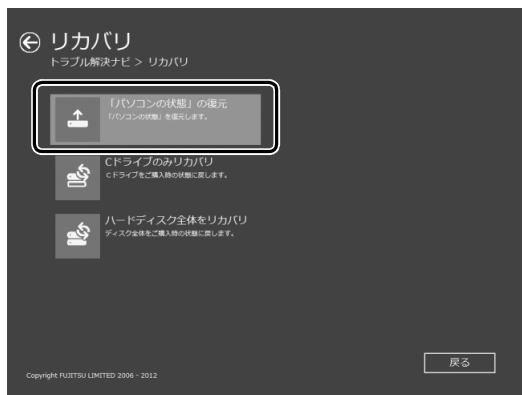 リカバリ
トラブル解決ナビ > リカバリ
「パソコンの状態」の復元
「パソコンの状態」を復元します。
Cドライブのみリカバリ
Cドライブをご購入時の状態に戻します。
ハードディスク全体をリカバリ
ディスク全体をご購入時の状態に戻します。
戻る
Copyright FUJITSU LIMITED 2006 - 2012